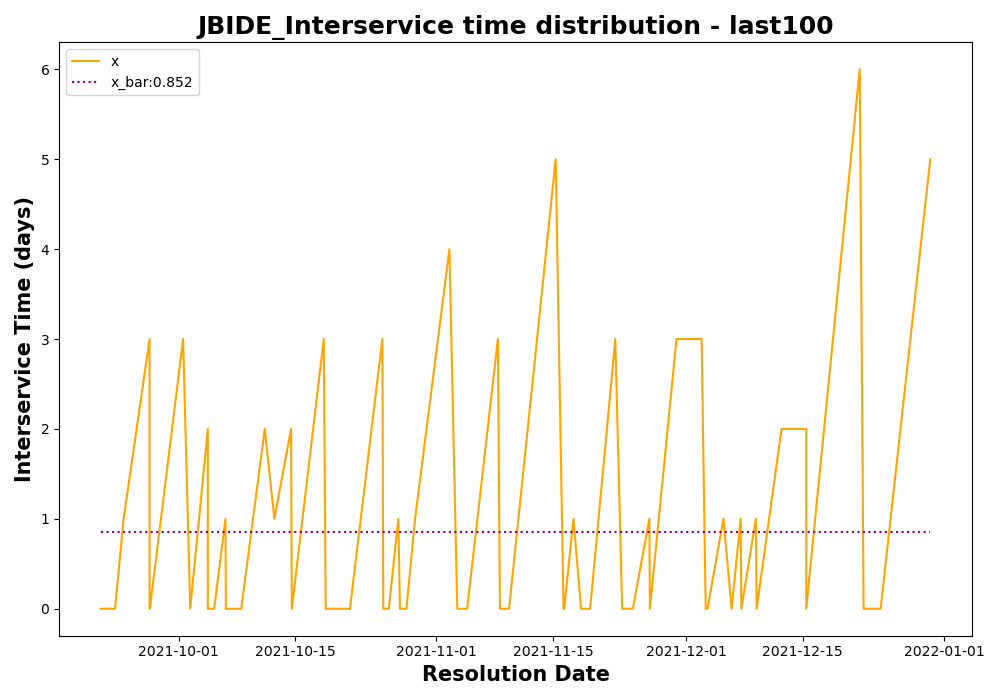 JBIDE_Interservice time distribution - last100
x
x_bar:0.852
Interservice Time (days)
6
5
4
3
2
1
0
2021-10-01 2021-10-15 2021-11-01 2021-11-15 2021-12-01 2021-12-15 2022-01-01
Resolution Date